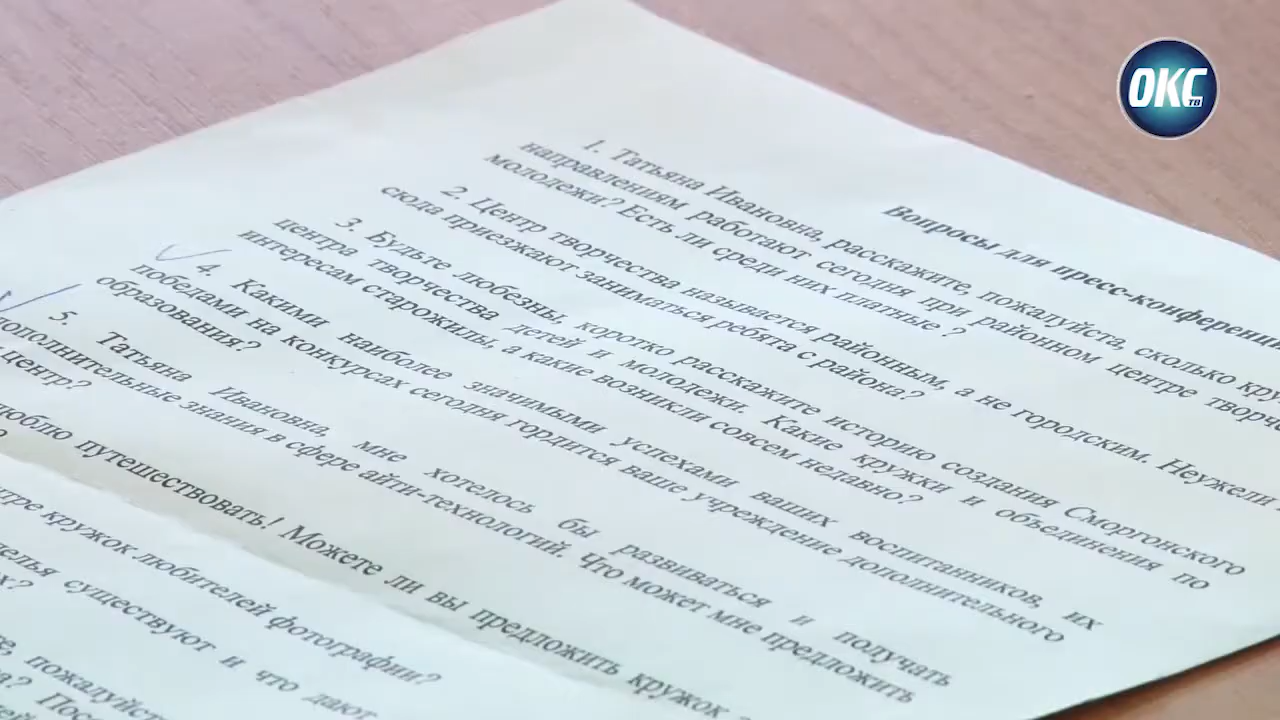 ОКС ТВ
Вопросы для пресс-конференци
1. Татьяна Ивановна, расскажите, пожалуйста, сколько
направлениям работают сегодня при районном центре
молодежи? Есть ли среди них платные?
2. Центр творчества называется районным, а не городским. Неужели
сюда приезжают заниматься ребята с района?
3. Будьте любезны, коротко расскажите историю создания Сморгонского
центра творчества детей и молодежи. Какие кружки и объединения по
интересам старожилы, а какие возникли совсем недавно?
4. Какими наиболее значимыми успехами ваших воспитанников, их
победами на конкурсах сегодня гордится ваше учреждение дополнительного
образования?
5. Татьяна Ивановна, мне хотелось бы развиваться и получать
знания в сфере айти-технологий. Что может мне предложить
центр?
путешествовать! Можете ли вы предложить кружок
кружок любителей фотографии?
существуют и что дают